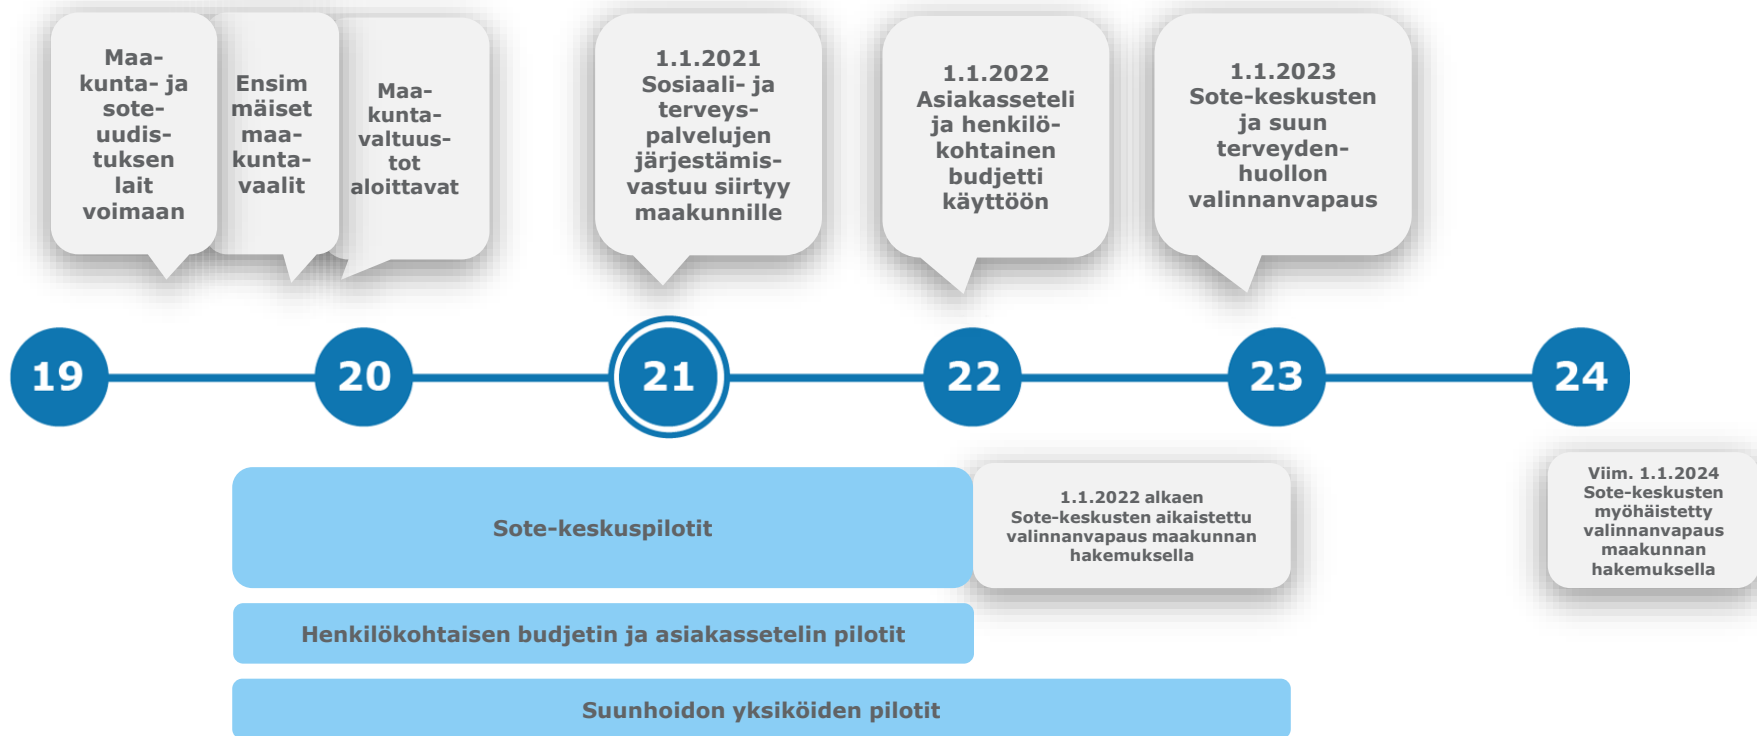 Maa-
kunta- ja
sote-
uudis-
tuksen
lait
voimaan
Ensim
mäiset
maa-
kunta-
vaalit
Maa-
kunta-
valtuus-
tot
aloittavat
1.1.2021
Sosiaali- ja
terveys-
palvelujen
järjestämis-
vastuu siirtyy
maakunnille
1.1.2022
Asiakasseteli
ja henkilö-
kohtainen
budjetti
käyttöön
1.1.2023
Sote-keskusten
ja suun
terveyden-
huollon
valinnanvapaus
19
20
21
22
23
24
Sote-keskuspilotit
1.1.2022 alkaen
Sote-keskusten aikaistettu
valinnanvapaus maakunnan
hakemuksella
Viim. 1.1.2024
Sote-keskusten
myöhäistetty
valinnanvapaus
maakunnan
hakemuksella
Henkilökohtaisen budjetin ja asiakassetelin pilotit
Suunhoidon yksiköiden pilotit